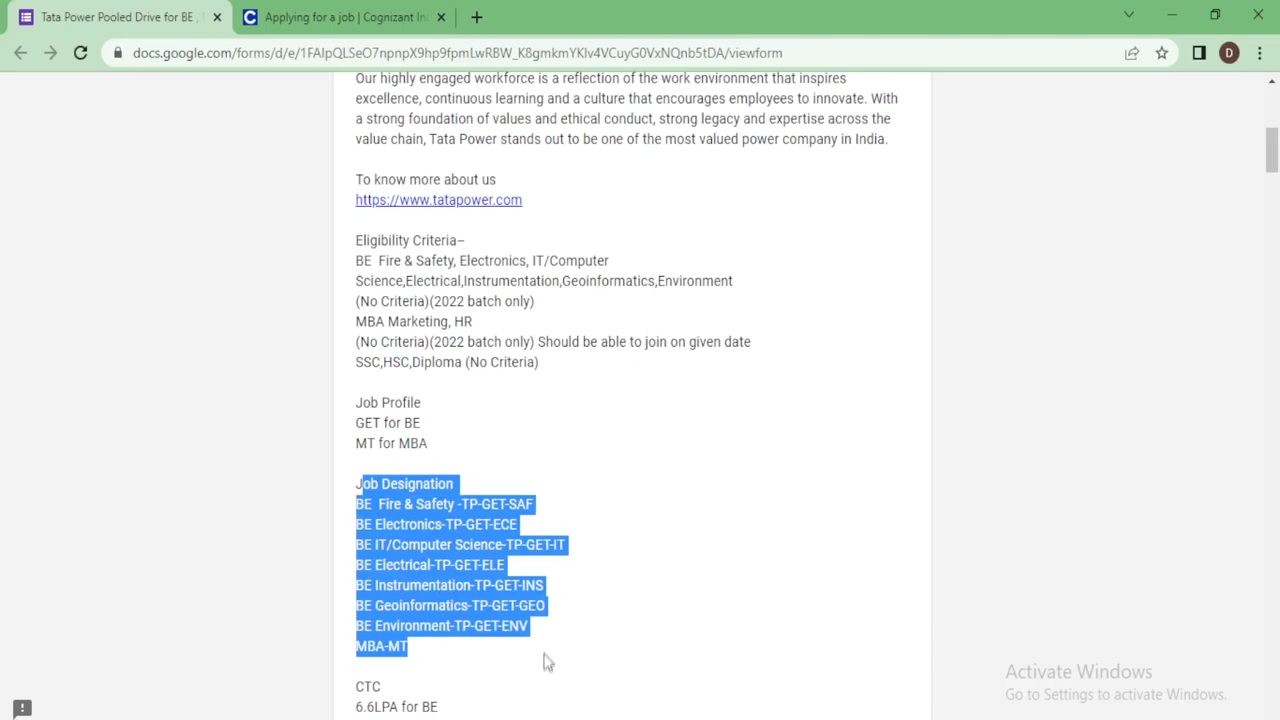 Tata Power Pooled Drive for BE ,
Applying for a job | Cognizant In
docs.google.com/forms/d/e/1FAIpQLSeO7npnpX9hp9fpmLwRBW_K8gmkmYKlv4VCuyG0VxNQnb5tDA/viewform
D
Our highly engaged workforce is a reflection of the work environment that inspires
excellence, continuous learning and a culture that encourages employees to innovate. With
a strong foundation of values and ethical conduct, strong legacy and expertise across the
value chain, Tata Power stands out to be one of the most valued power company in India.
To know more about us
https://www.tatapower.com
Eligibility Criteria–
BE  Fire & Safety, Electronics, IT/Computer
Science,Electrical,Instrumentation,Geoinformatics,Environment
(No Criteria)(2022 batch only)
MBA Marketing, HR
(No Criteria)(2022 batch only) Should be able to join on given date
SSC,HSC,Diploma (No Criteria)
Job Profile
GET for BE
MT for MBA
Job Designation
BE  Fire & Safety -TP-GET-SAF
BE Electronics-TP-GET-ECE
BE IT/Computer Science-TP-GET-IT
BE Electrical-TP-GET-ELE
BE Instrumentation-TP-GET-INS
BE Geoinformatics-TP-GET-GEO
BE Environment-TP-GET-ENV
MBA-MT
CTC
6.6LPA for BE
Activate Windows
Go to Settings to activate Windows.